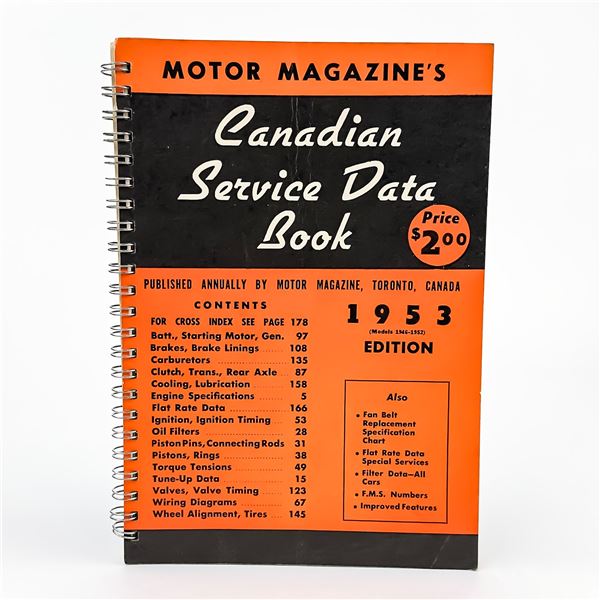 MOTOR MAGAZINE'S
Canadian
Service Data
Book
Price
$2.00
PUBLISHED ANNUALLY BY MOTOR MAGAZINE, TORONTO, CANADA
CONTENTS
FOR CROSS INDEX SEE PAGE 178
Batt., Starting Motor, Gen. 97
Brakes, Brake Linings ...... 108
Carburetors ............ 135
Clutch, Trans., Rear Axle .. 87
Cooling, Lubrication ...... 158
Engine Specifications ...... 5
Flat Rate Data ............ 166
Ignition, Ignition Timing .... 53
Oil Filters ............ 28
Piston Pins, Connecting Rods 31
Pistons, Rings ............ 38
Torque Tensions .......... 49
Tune-Up Data ............ 15
Valves, Valve Timing ...... 123
Wiring Diagrams .......... 67
Wheel Alignment, Tires .... 145
1953
(Models 1946-1952)
EDITION
Also
• Fan Belt
Replacement
Specification
Chart
• Flat Rate Data
Special Services
• Filter Data—All
Cars
• F.M.S. Numbers
• Improved Features